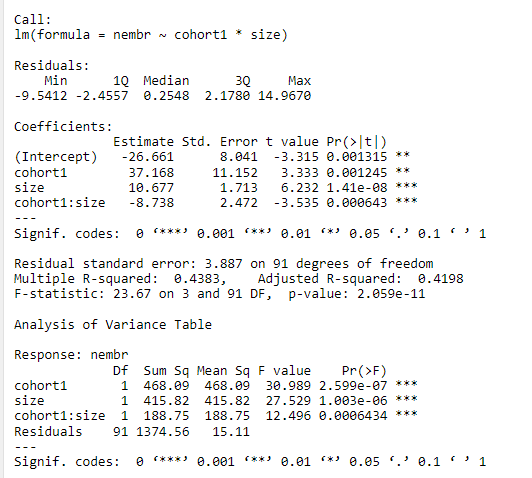 Call:
lm(formula = nembr ~ cohort1 * size)
Residuals:
Min 1Q Median 3Q Max
-9.5412 -2.4557 0.2548 2.1780 14.9670
Coefficients:
Estimate Std. Error t value Pr(>|t|)
(Intercept) -26.661 8.041 -3.315 0.001315 **
cohort1 37.168 11.152 3.333 0.001245 **
size 10.677 1.713 6.232 1.41e-08 ***
cohort1:size -8.738 2.472 -3.535 0.000643 ***
---
Signif. codes: 0 ‘***’ 0.001 ‘**’ 0.01 ‘*’ 0.05 ‘.’ 0.1 ‘ ’ 1
Residual standard error: 3.887 on 91 degrees of freedom
Multiple R-squared: 0.4383, Adjusted R-squared: 0.4198
F-statistic: 23.67 on 3 and 91 DF, p-value: 2.059e-11
Analysis of Variance Table
Response: nembr
Df Sum Sq Mean Sq F value Pr(>F)
cohort1 1 468.09 468.09 30.989 2.599e-07 ***
size 1 415.82 415.82 27.529 1.003e-06 ***
cohort1:size 1 188.75 188.75 12.496 0.0006434 ***
Residuals 91 1374.56 15.11
---
Signif. codes: 0 ‘***’ 0.001 ‘**’ 0.01 ‘*’ 0.05 ‘.’ 0.1 ‘ ’ 1